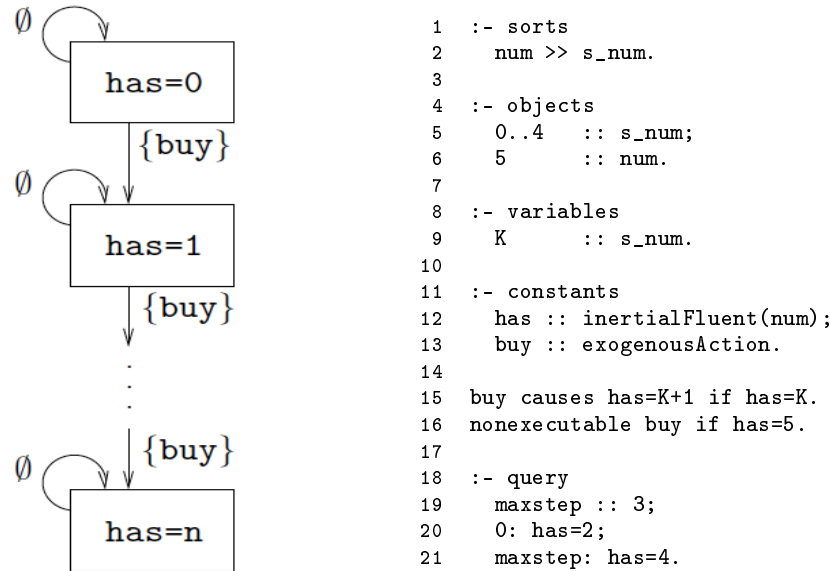 ∅
has=0
{buy}
∅
has=1
{buy}
{buy}
∅
has=n
1 :- sorts
2 num >> s_num.
3
4 :- objects
5 0..4 :: s_num;
6 5 :: num.
7
8 :- variables
9 K :: s_num.
10
11 :- constants
12 has :: inertialFluent(num);
13 buy :: exogenousAction.
14
15 buy causes has=K+1 if has=K.
16 nonexecutable buy if has=5.
17
18 :- query
19 maxstep :: 3;
20 0: has=2;
21 maxstep: has=4.